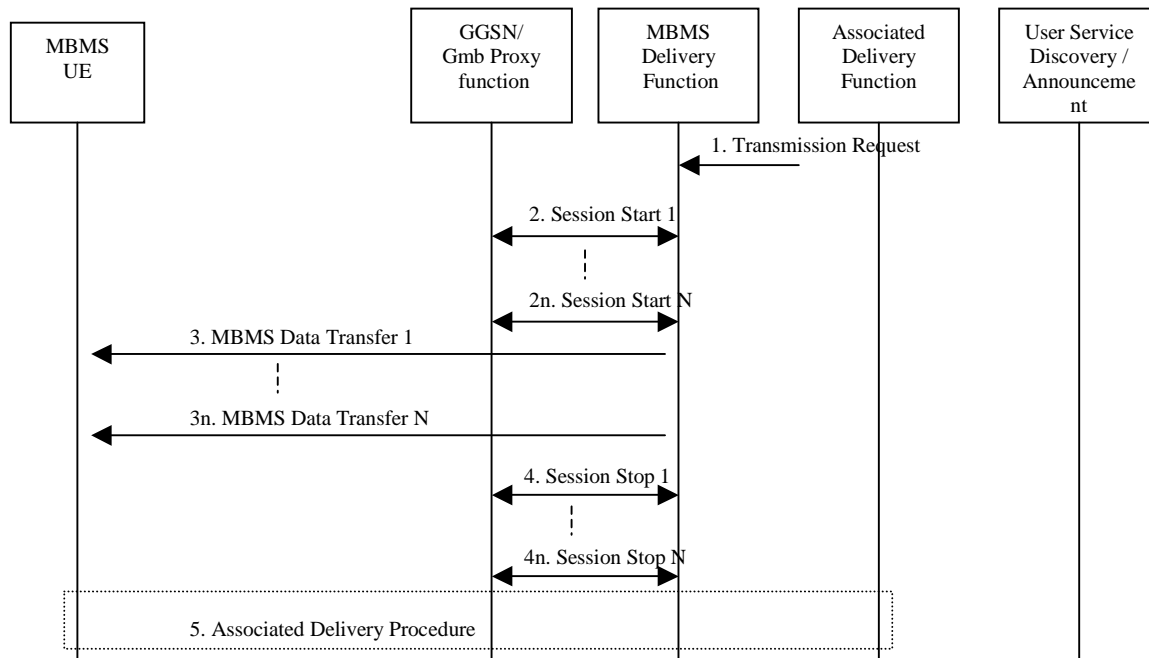 MBMS
UE
GGSN/
Gmb Proxy
function
MBMS
Delivery
Function
Associated
Delivery
Function
User Service
Discovery /
Announceme
nt
1. Transmission Request
2. Session Start 1
2n. Session Start N
3. MBMS Data Transfer 1
3n. MBMS Data Transfer N
4. Session Stop 1
4n. Session Stop N
5. Associated Delivery Procedure